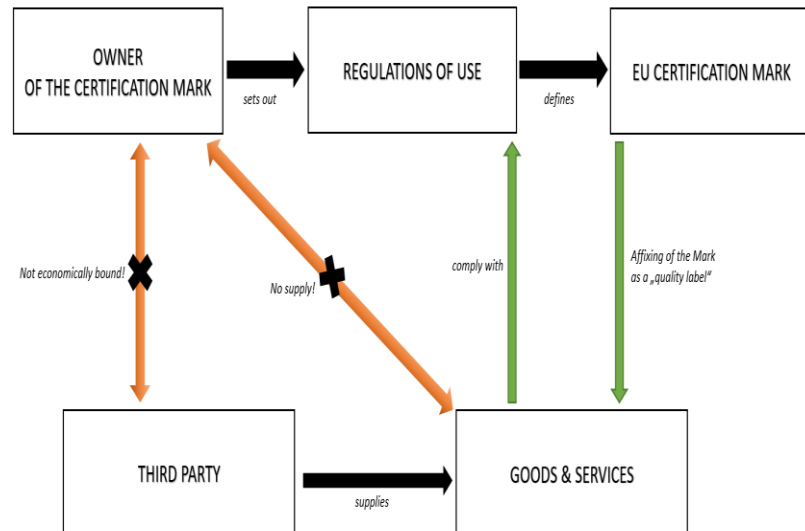 OWNER
OF THE CERTIFICATION MARK
sets out
REGULATIONS OF USE
defines
EU CERTIFICATION MARK
Not economically bound!
No supply!
comply with
Affixing of the Mark
as a „quality label“
THIRD PARTY
supplies
GOODS & SERVICES